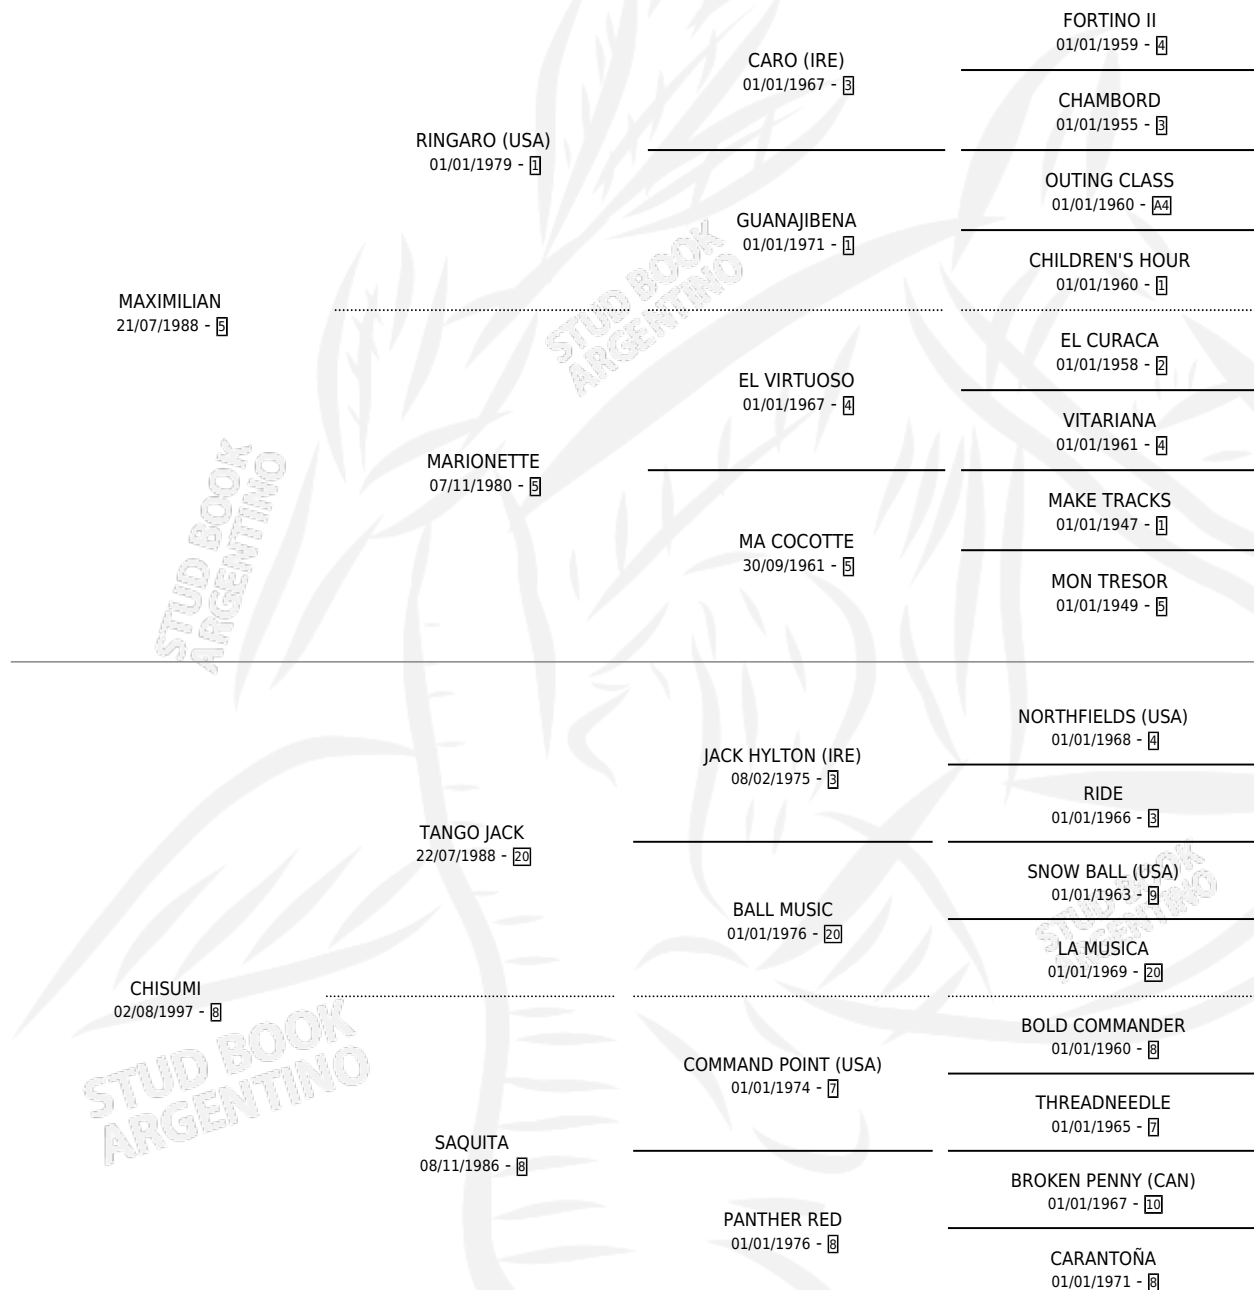 FORTINO II
01/01/1959 - 4
CARO (IRE)
01/01/1967 - 3
CHAMBORD
01/01/1955 - 3
RINGARO (USA)
01/01/1979 - 1
OUTING CLASS
01/01/1960 - A4
GUANAJIBENA
01/01/1971 - 1
CHILDREN'S HOUR
01/01/1960 - 1
MAXIMILIAN
21/07/1988 - 5
EL CURACA
01/01/1958 - 2
EL VIRTUOSO
01/01/1967 - 4
VITARIANA
01/01/1961 - 4
MARIONETTE
07/11/1980 - 5
MAKE TRACKS
01/01/1947 - 1
MA COCOTTE
30/09/1961 - 5
MON TRESOR
01/01/1949 - 5
NORTHFIELDS (USA)
01/01/1968 - 4
JACK HYLTON (IRE)
08/02/1975 - 3
RIDE
01/01/1966 - 3
TANGO JACK
22/07/1988 - 20
SNOW BALL (USA)
01/01/1963 - 9
BALL MUSIC
01/01/1976 - 20
LA MUSICA
01/01/1969 - 20
CHISUMI
02/08/1997 - 8
BOLD COMMANDER
01/01/1960 - 8
COMMAND POINT (USA)
01/01/1974 - 7
THREADNEEDLE
01/01/1965 - 7
SAQUITA
08/11/1986 - 8
BROKEN PENNY (CAN)
01/01/1967 - 10
PANTHER RED
01/01/1976 - 8
CARANTOÑA
01/01/1971 - 8
STUD BOOK
ARGENTINO
STUD BOOK
ARGENTINO
STUD BOOK
ARGENTINO
STUD BOOK
ARGENTINO